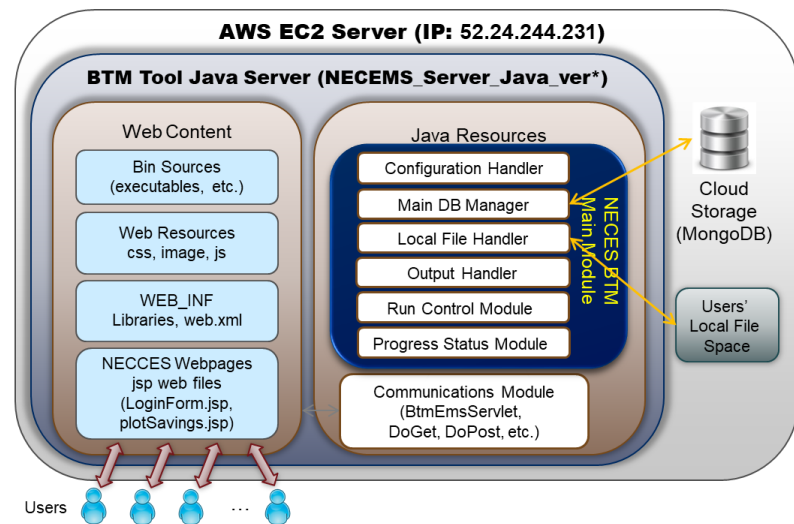 AWS EC2 Server (IP: 52.24.244.231)
BTM Tool Java Server (NECEMS_Server_Java_ver*)
Web Content
Bin Sources
(executables, etc.)
Web Resources
css, image, js
WEB_INF
Libraries, web.xml
NECCES Webpages
jsp web files
(LoginForm.jsp,
plotSavings.jsp)
Java Resources
Configuration Handler
Main DB Manager
Local File Handler
Output Handler
Run Control Module
Progress Status Module
NECES BTM
Main Module
Communications Module
(BtmEmsServlet,
DoGet, DoPost, etc.)
Cloud
Storage
(MongoDB)
Users’
Local File
Space
Users
...